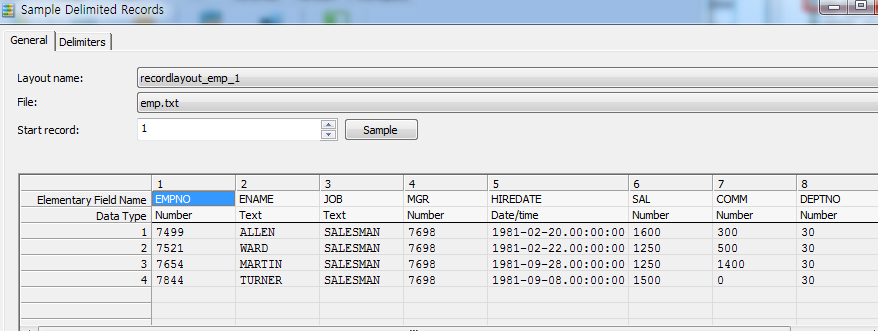 Sample Delimited Records
General Delimiters
Layout name: recordlayout_emp_1
File: emp.txt
Start record: 1 Sample
1 2 3 4 5 6 7 8
Elementary Field Name EMPNO ENAME JOB MGR HIREDATE SAL COMM DEPTNO
Data Type Number Text Text Number Date/time Number Number Number
1 7499 ALLEN SALESMAN 7698 1981-02-20.00:00:00 1600 300 30
2 7521 WARD SALESMAN 7698 1981-02-22.00:00:00 1250 500 30
3 7654 MARTIN SALESMAN 7698 1981-09-28.00:00:00 1250 1400 30
4 7844 TURNER SALESMAN 7698 1981-09-08.00:00:00 1500 0 30